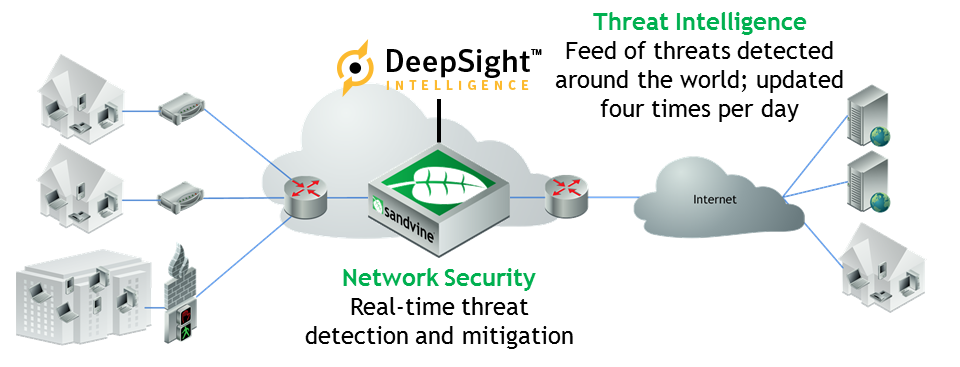 Threat Intelligence
Feed of threats detected
around the world; updated
four times per day
DeepSight™
INTELLIGENCE
sandvine
Internet
Network Security
Real-time threat
detection and mitigation